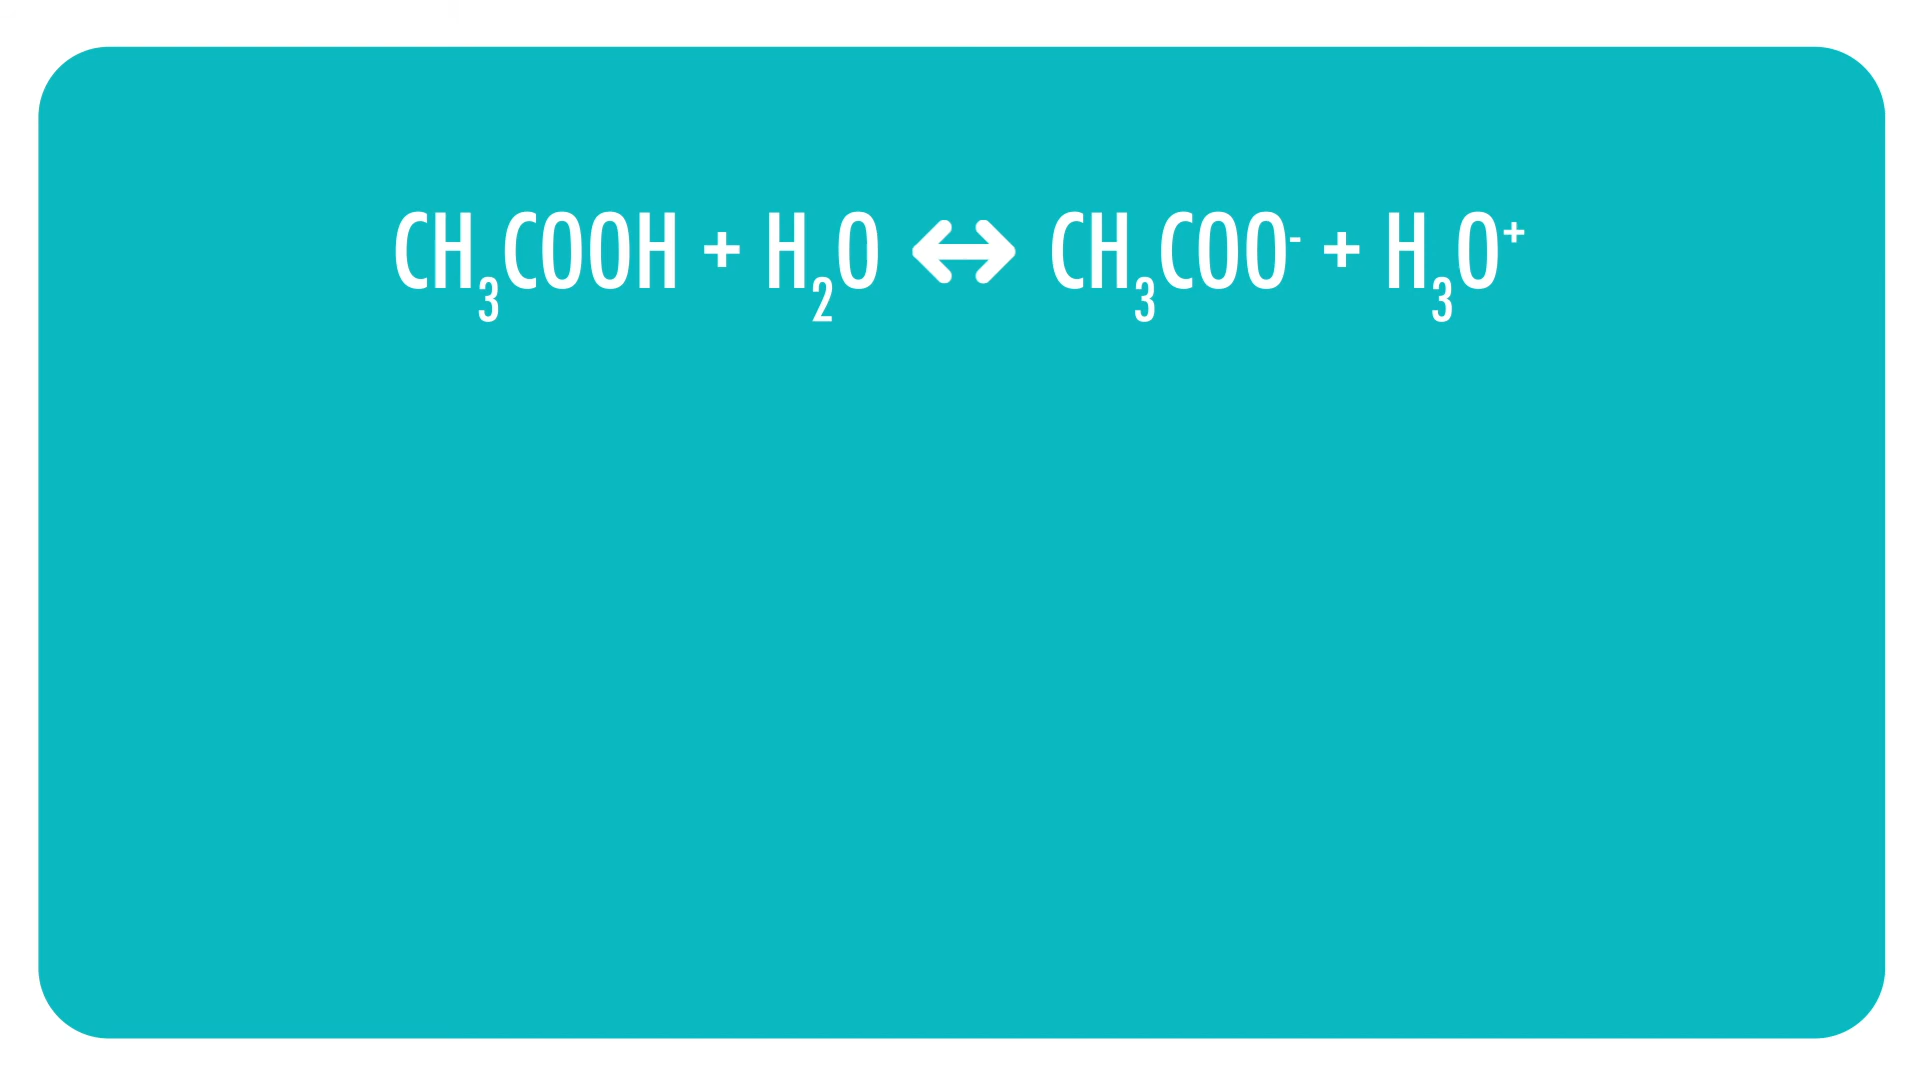 CH₃COOH + H₂O ↔ CH₃COO⁻ + H₃O⁺